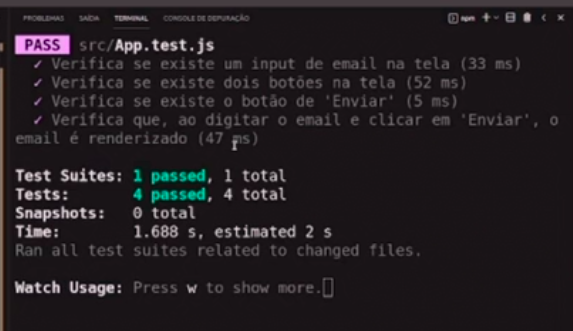 PROBLEMAS SAÍDA TERMINAL CONSOLE DE DEPURAÇÃO npm
PASS src/App.test.js
✓ Verifica se existe um input de email na tela (33 ms)
✓ Verifica se existe dois botões na tela (52 ms)
✓ Verifica se existe o botão de 'Enviar' (5 ms)
✓ Verifica que, ao digitar o email e clicar em 'Enviar', o
email é renderizado (47 ms)
Test Suites: 1 passed, 1 total
Tests: 4 passed, 4 total
Snapshots: 0 total
Time: 1.688 s, estimated 2 s
Ran all test suites related to changed files.
Watch Usage: Press w to show more.